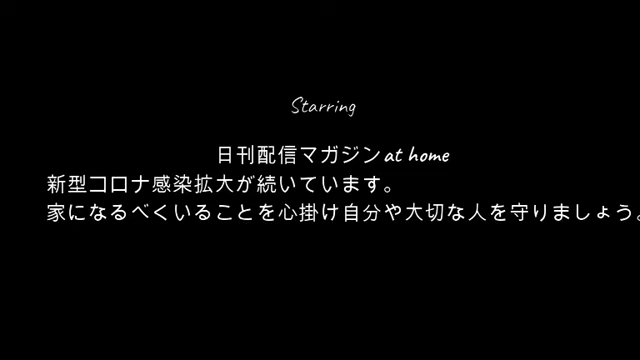 Starring
日刊配信マガジンat home
新型コロナ感染拡大が続いています。
家になるべくいることを心掛け自分や大切な人を守りましょう。